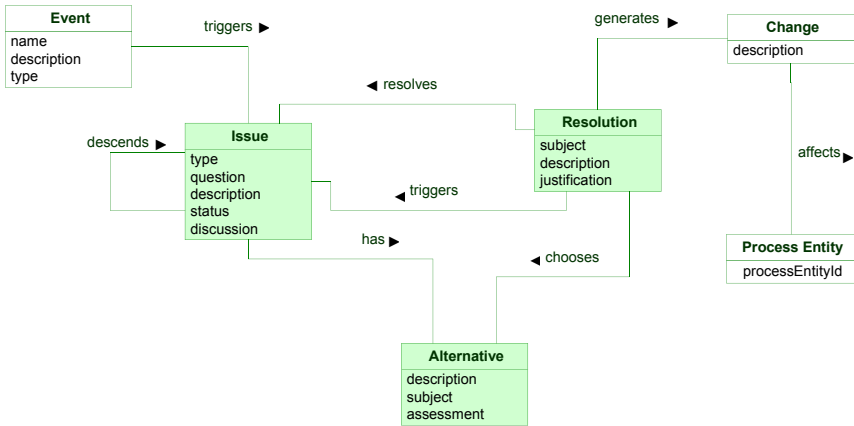 Event
name
description
type
triggers ▶
generates ▶
Change
description
◀ resolves
descends ▶
Issue
type
question
description
status
discussion
Resolution
subject
description
justification
◀ triggers
affects ▶
has ▶
◀ chooses
Process Entity
processEntityId
Alternative
description
subject
assessment